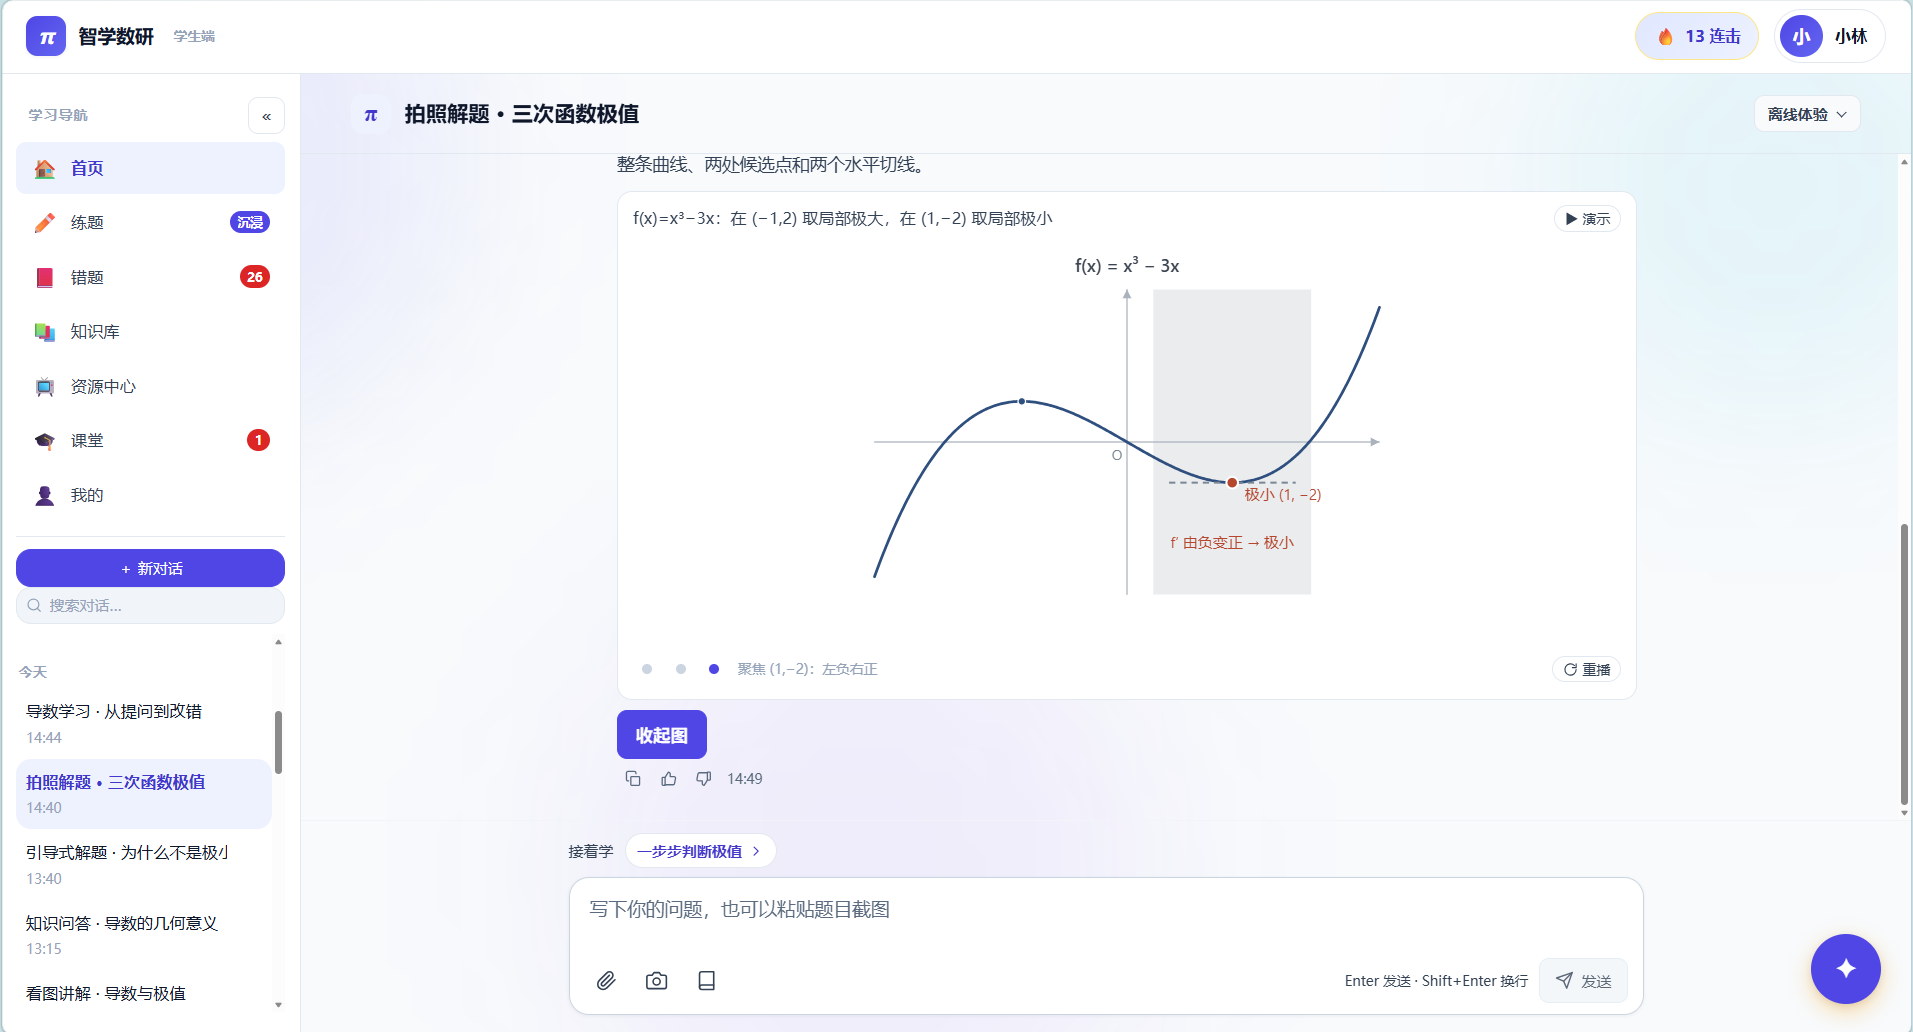 π 智学数研 学生端
13 连击
小 小林
学习导航 «
首页
练题 沉浸
错题 26
知识库
资源中心
课堂 1
我的
+ 新对话
搜索对话...
今天
导数学习 · 从提问到改错
14:44
拍照解题 • 三次函数极值
14:40
引导式解题 · 为什么不是极小
13:40
知识问答 · 导数的几何意义
13:15
看图讲解 · 导数与极值
π 拍照解题 • 三次函数极值
离线体验
整条曲线、两处候选点和两个水平切线。
f(x)=x³−3x：在 (−1,2) 取局部极大，在 (1,−2) 取局部极小
演示
f(x) = x³ − 3x
O
极小 (1, −2)
f′ 由负变正 → 极小
聚焦 (1,−2)：左负右正
重播
收起图
14:49
接着学 一步步判断极值
写下你的问题，也可以粘贴题目截图
Enter 发送 · Shift+Enter 换行
发送